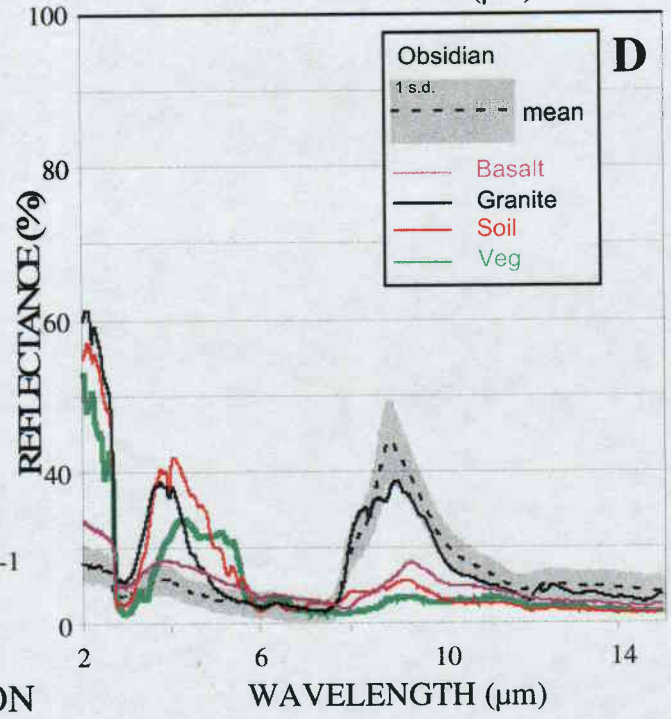 100
80
60
40
0
REFLECTANCE (%)
D
Obsidian
1 s.d.
mean
Basalt
Granite
Soil
Veg
-1
2
6
10
14
ON
WAVELENGTH (μm)